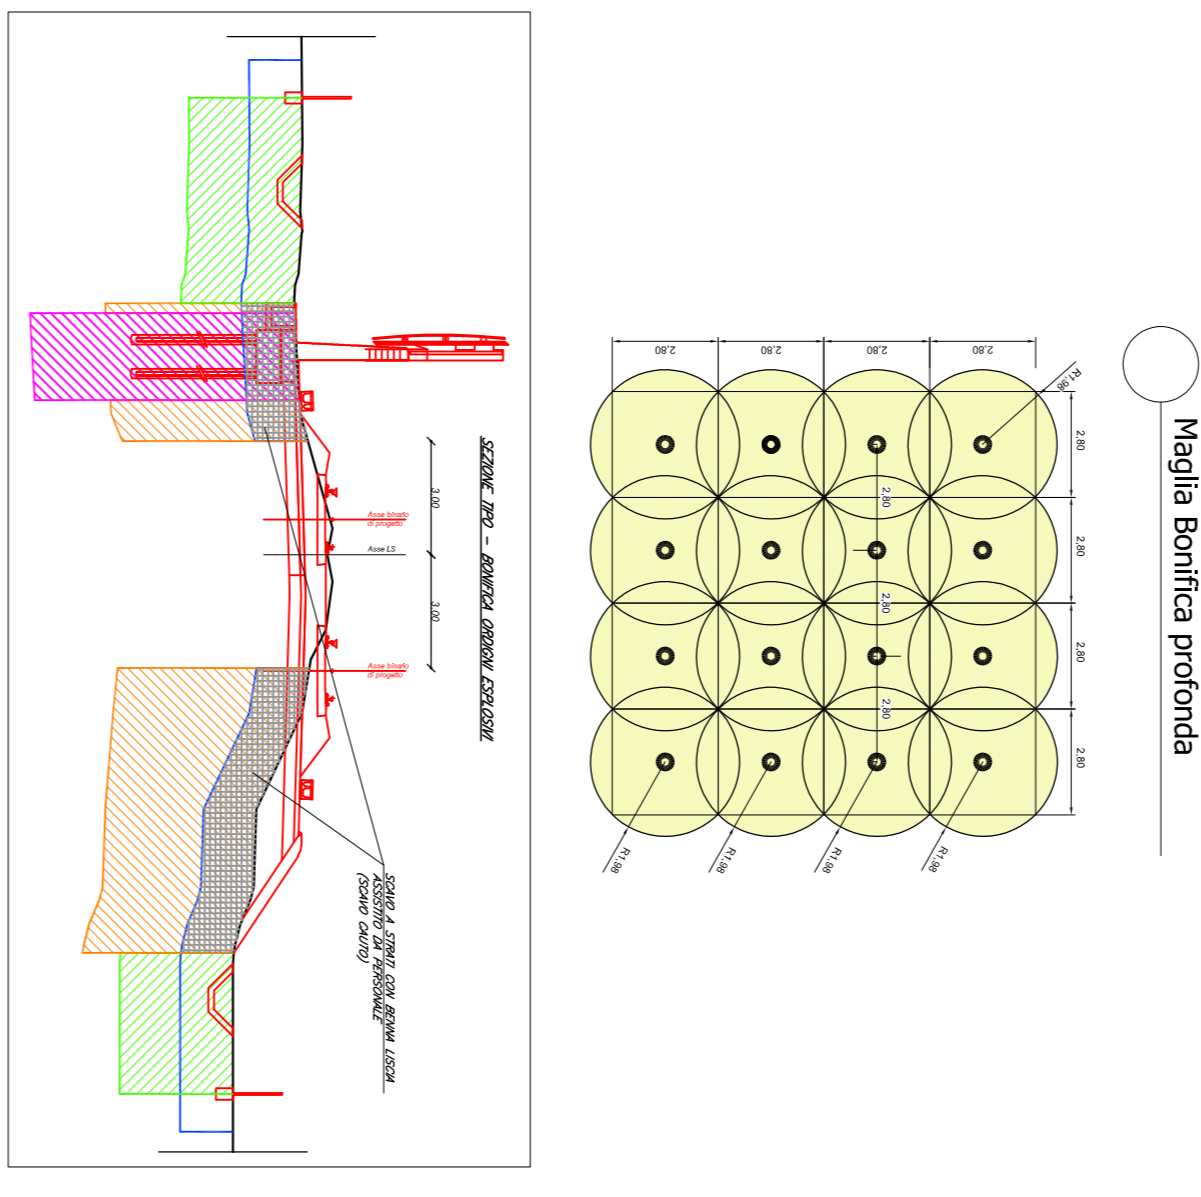 Maglia Bonifica profonda
2,80
2,80
2,80
2,80
R1,98
2,80
2,80
2,80
2,80
2,80
2,80
2,80
2,80
R1,98
R1,98
R1,98
R1,98
SEZIONE TIPO - BONIFICA ORDIGNI ESPLOSIVI
3.00
3.00
Asse binario
di progetto
Asse LS
Asse binario
di progetto
SCAVO A STRATI CON BENNA LISCIA
ASSISTITO DA PERSONALE
(SCAVO CAUTO)